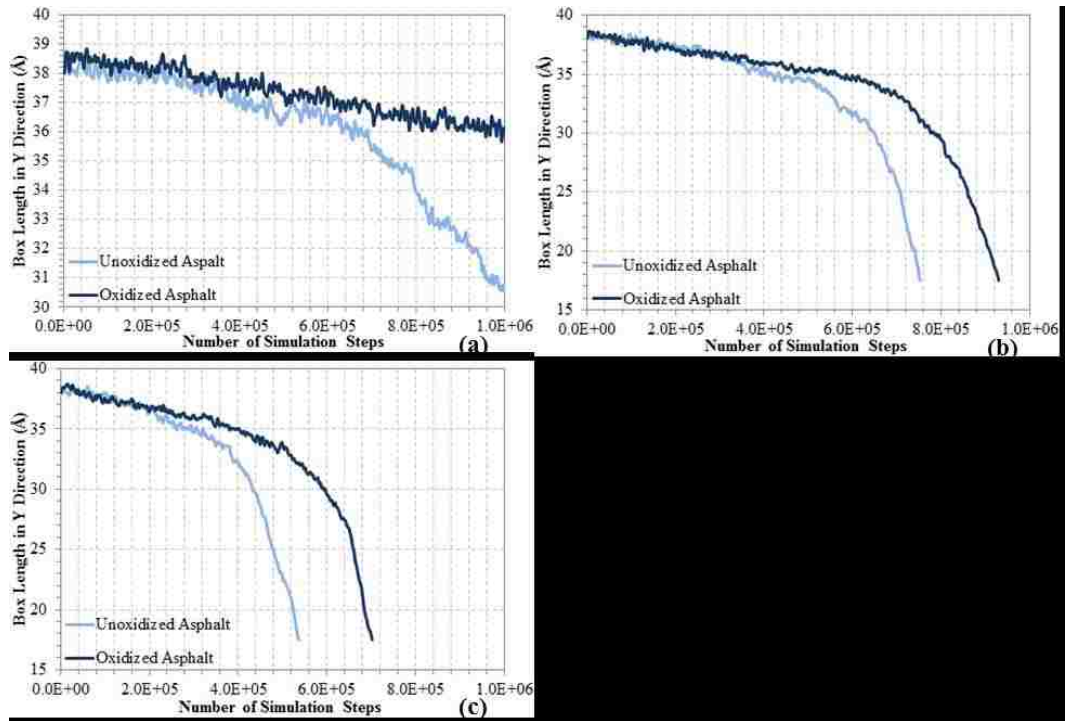 Box Length in Y Direction (Å)
40
39
38
37
36
35
34
33
32
31
30
Unoxidized Aspalt
Oxidized Asphalt
0.0E+00 2.0E+05 4.0E+05 6.0E+05 8.0E+05 1.0E+06
Number of Simulation Steps
(a)
Box Length in Y Direction (Å)
40
35
30
25
20
15
Unoxidized Asphalt
Oxidized Asphalt
0.0E+00 2.0E+05 4.0E+05 6.0E+05 8.0E+05 1.0E+06
Number of Simulation Steps
(b)
Box Length in Y Direction (Å)
40
35
30
25
20
15
Unoxidized Asphalt
Oxidized Asphalt
0.0E+00 2.0E+05 4.0E+05 6.0E+05 8.0E+05 1.0E+06
Number of Simulation Steps
(c)